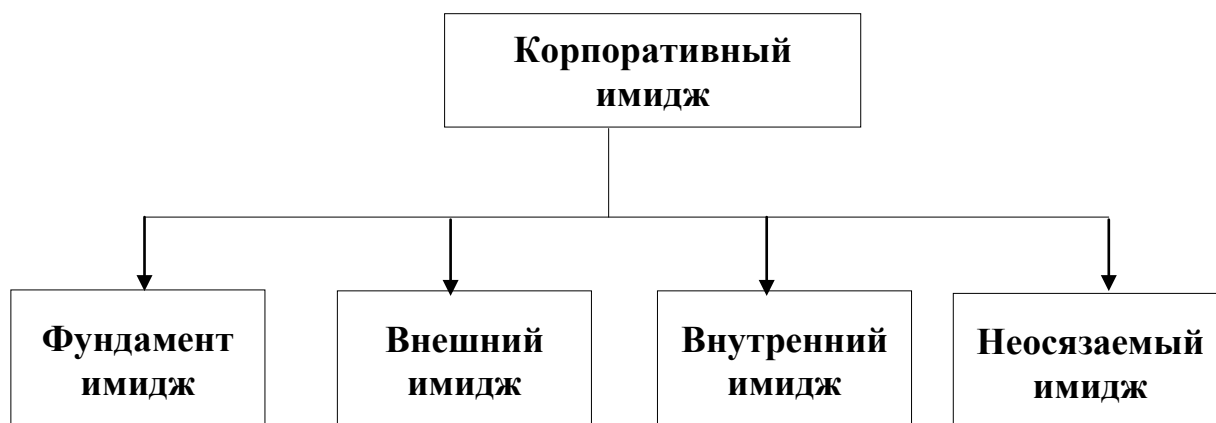 Корпоративный
имидж
Фундамент
имидж
Внешний
имидж
Внутренний
имидж
Неосязаемый
имидж